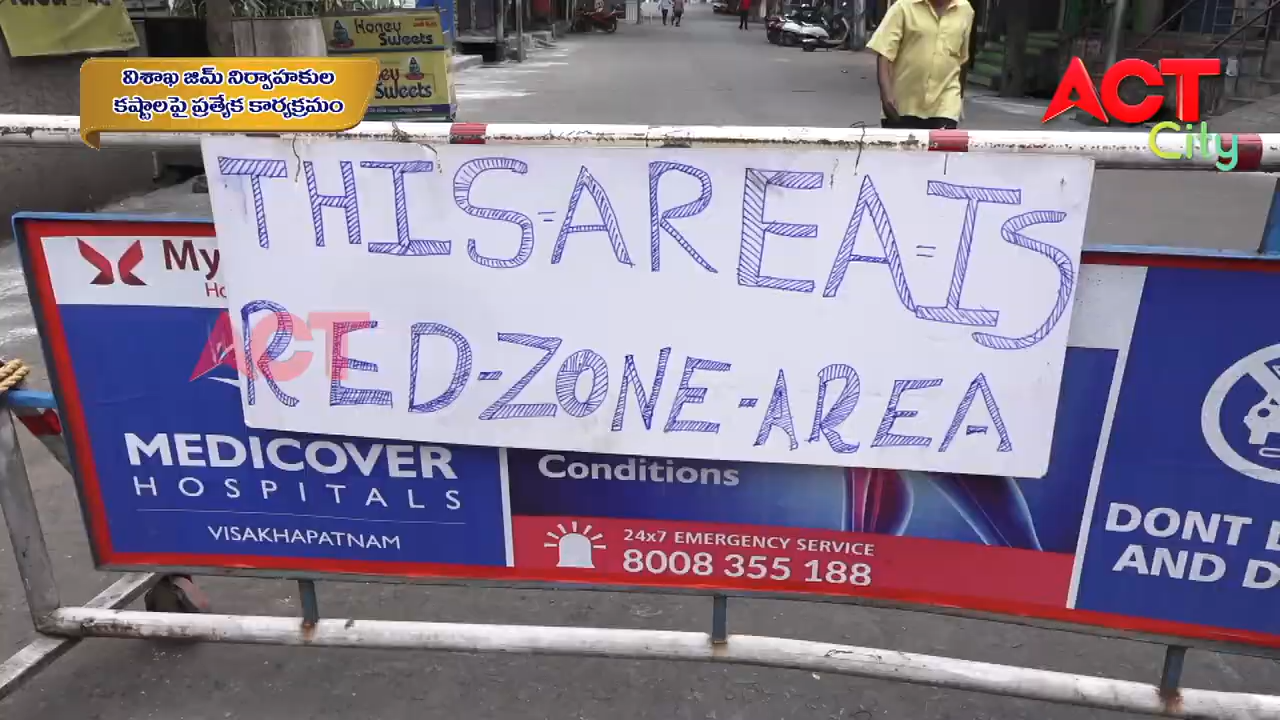 Honey
Sweets
Sweets
విశాఖ జిమ్ నిర్వాహకుల
కష్టాలపై ప్రత్యేక కార్యక్రమం
ACT
City
THIS=AREA=IS
RED-ZONE-AREA
ACT
My
MEDICOVER
HOSPITALS
VISAKHAPATNAM
Conditions
24x7 EMERGENCY SERVICE
8008 355 188
DONT
AND D